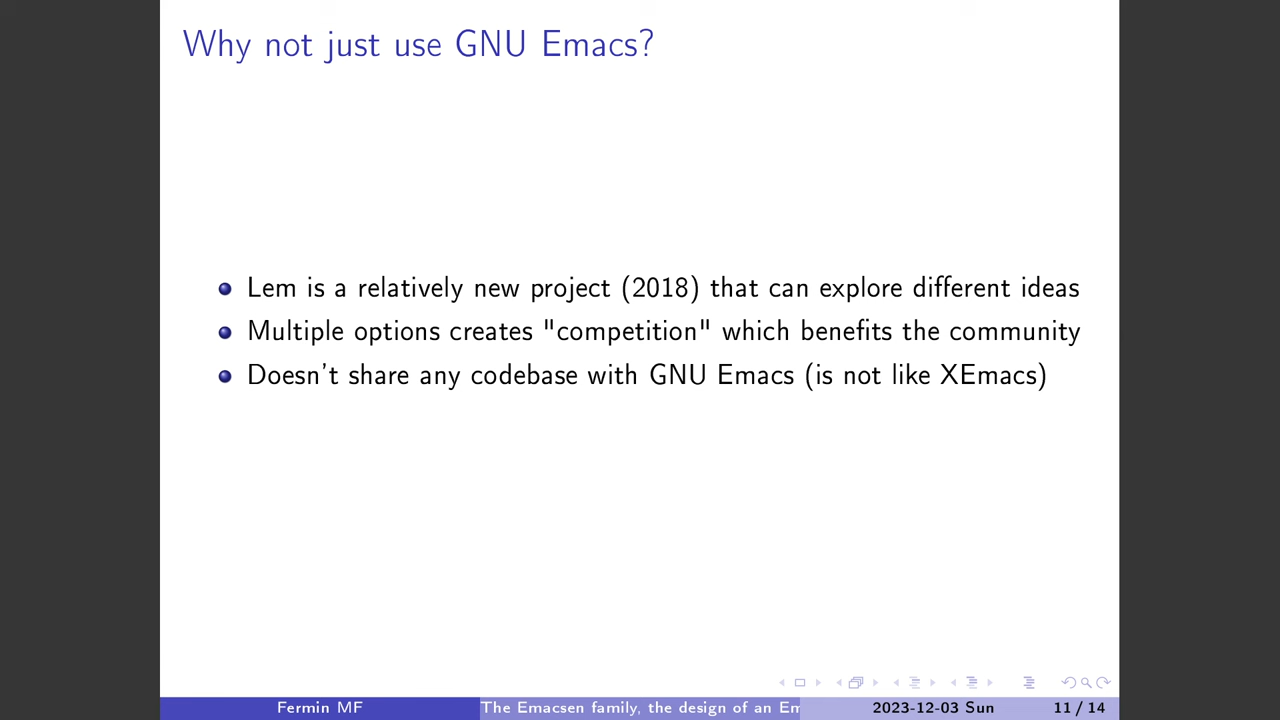 Why not just use GNU Emacs?
Lem is a relatively new project (2018) that can explore different ideas
Multiple options creates "competition" which benefits the community
Doesn't share any codebase with GNU Emacs (is not like XEmacs)
Fermin MF
The Emacsen family, the design of an Em
2023-12-03 Sun
11 / 14